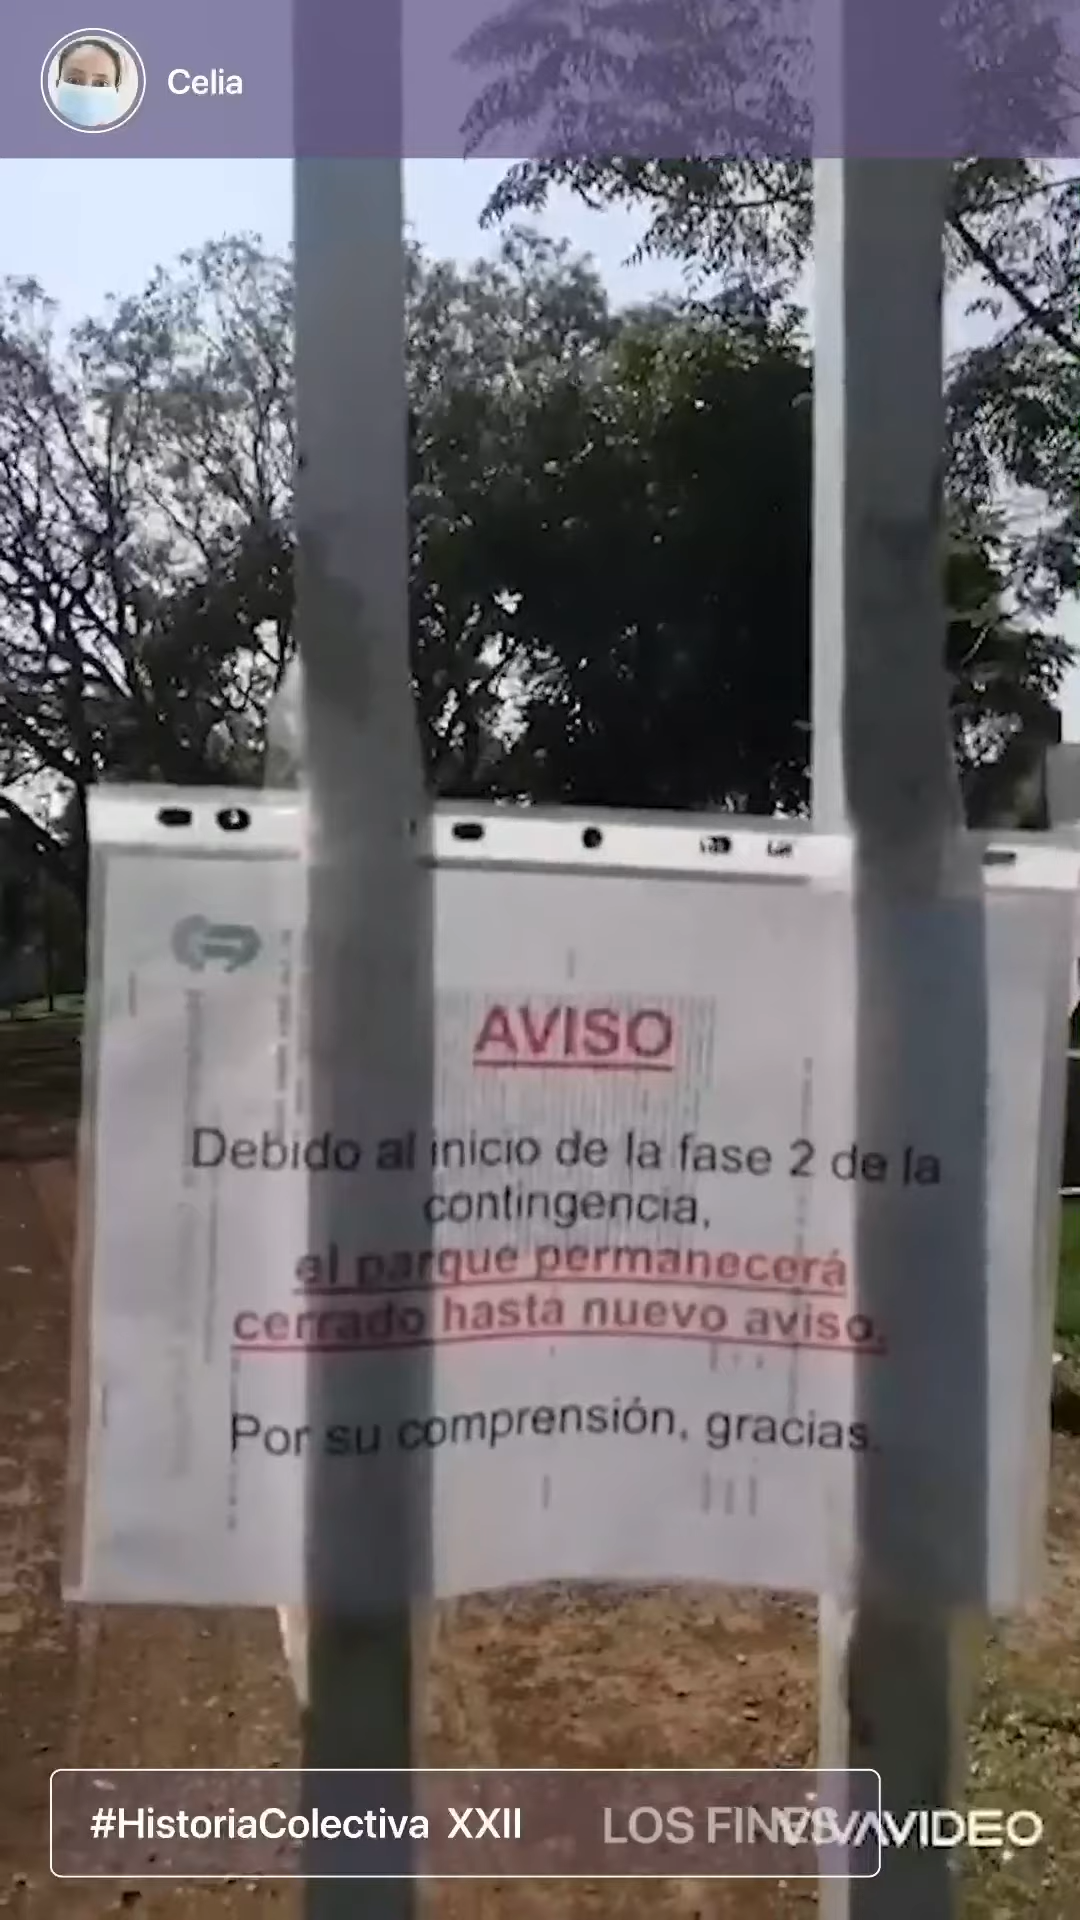 Celia
AVISO
Debido al inicio de la fase 2 de la
contingencia,
el parque permanecerá
cerrado hasta nuevo aviso.
Por su comprensión, gracias.
#HistoriaColectiva XXII
LOS FINES
VIVAVIDEO